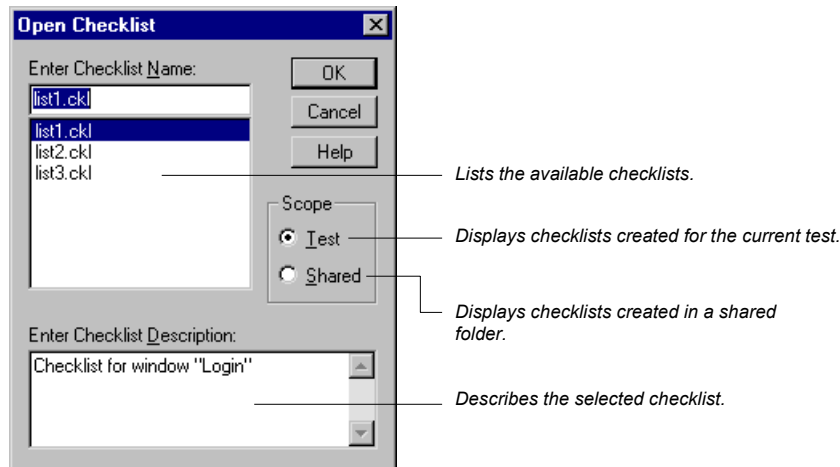 Open Checklist
Enter Checklist Name:
list1.ckl
list1.ckl
list2.ckl
list3.ckl
OK
Cancel
Help
Scope
Test
Shared
Enter Checklist Description:
Checklist for window "Login"
Lists the available checklists.
Displays checklists created for the current test.
Displays checklists created in a shared
folder.
Describes the selected checklist.